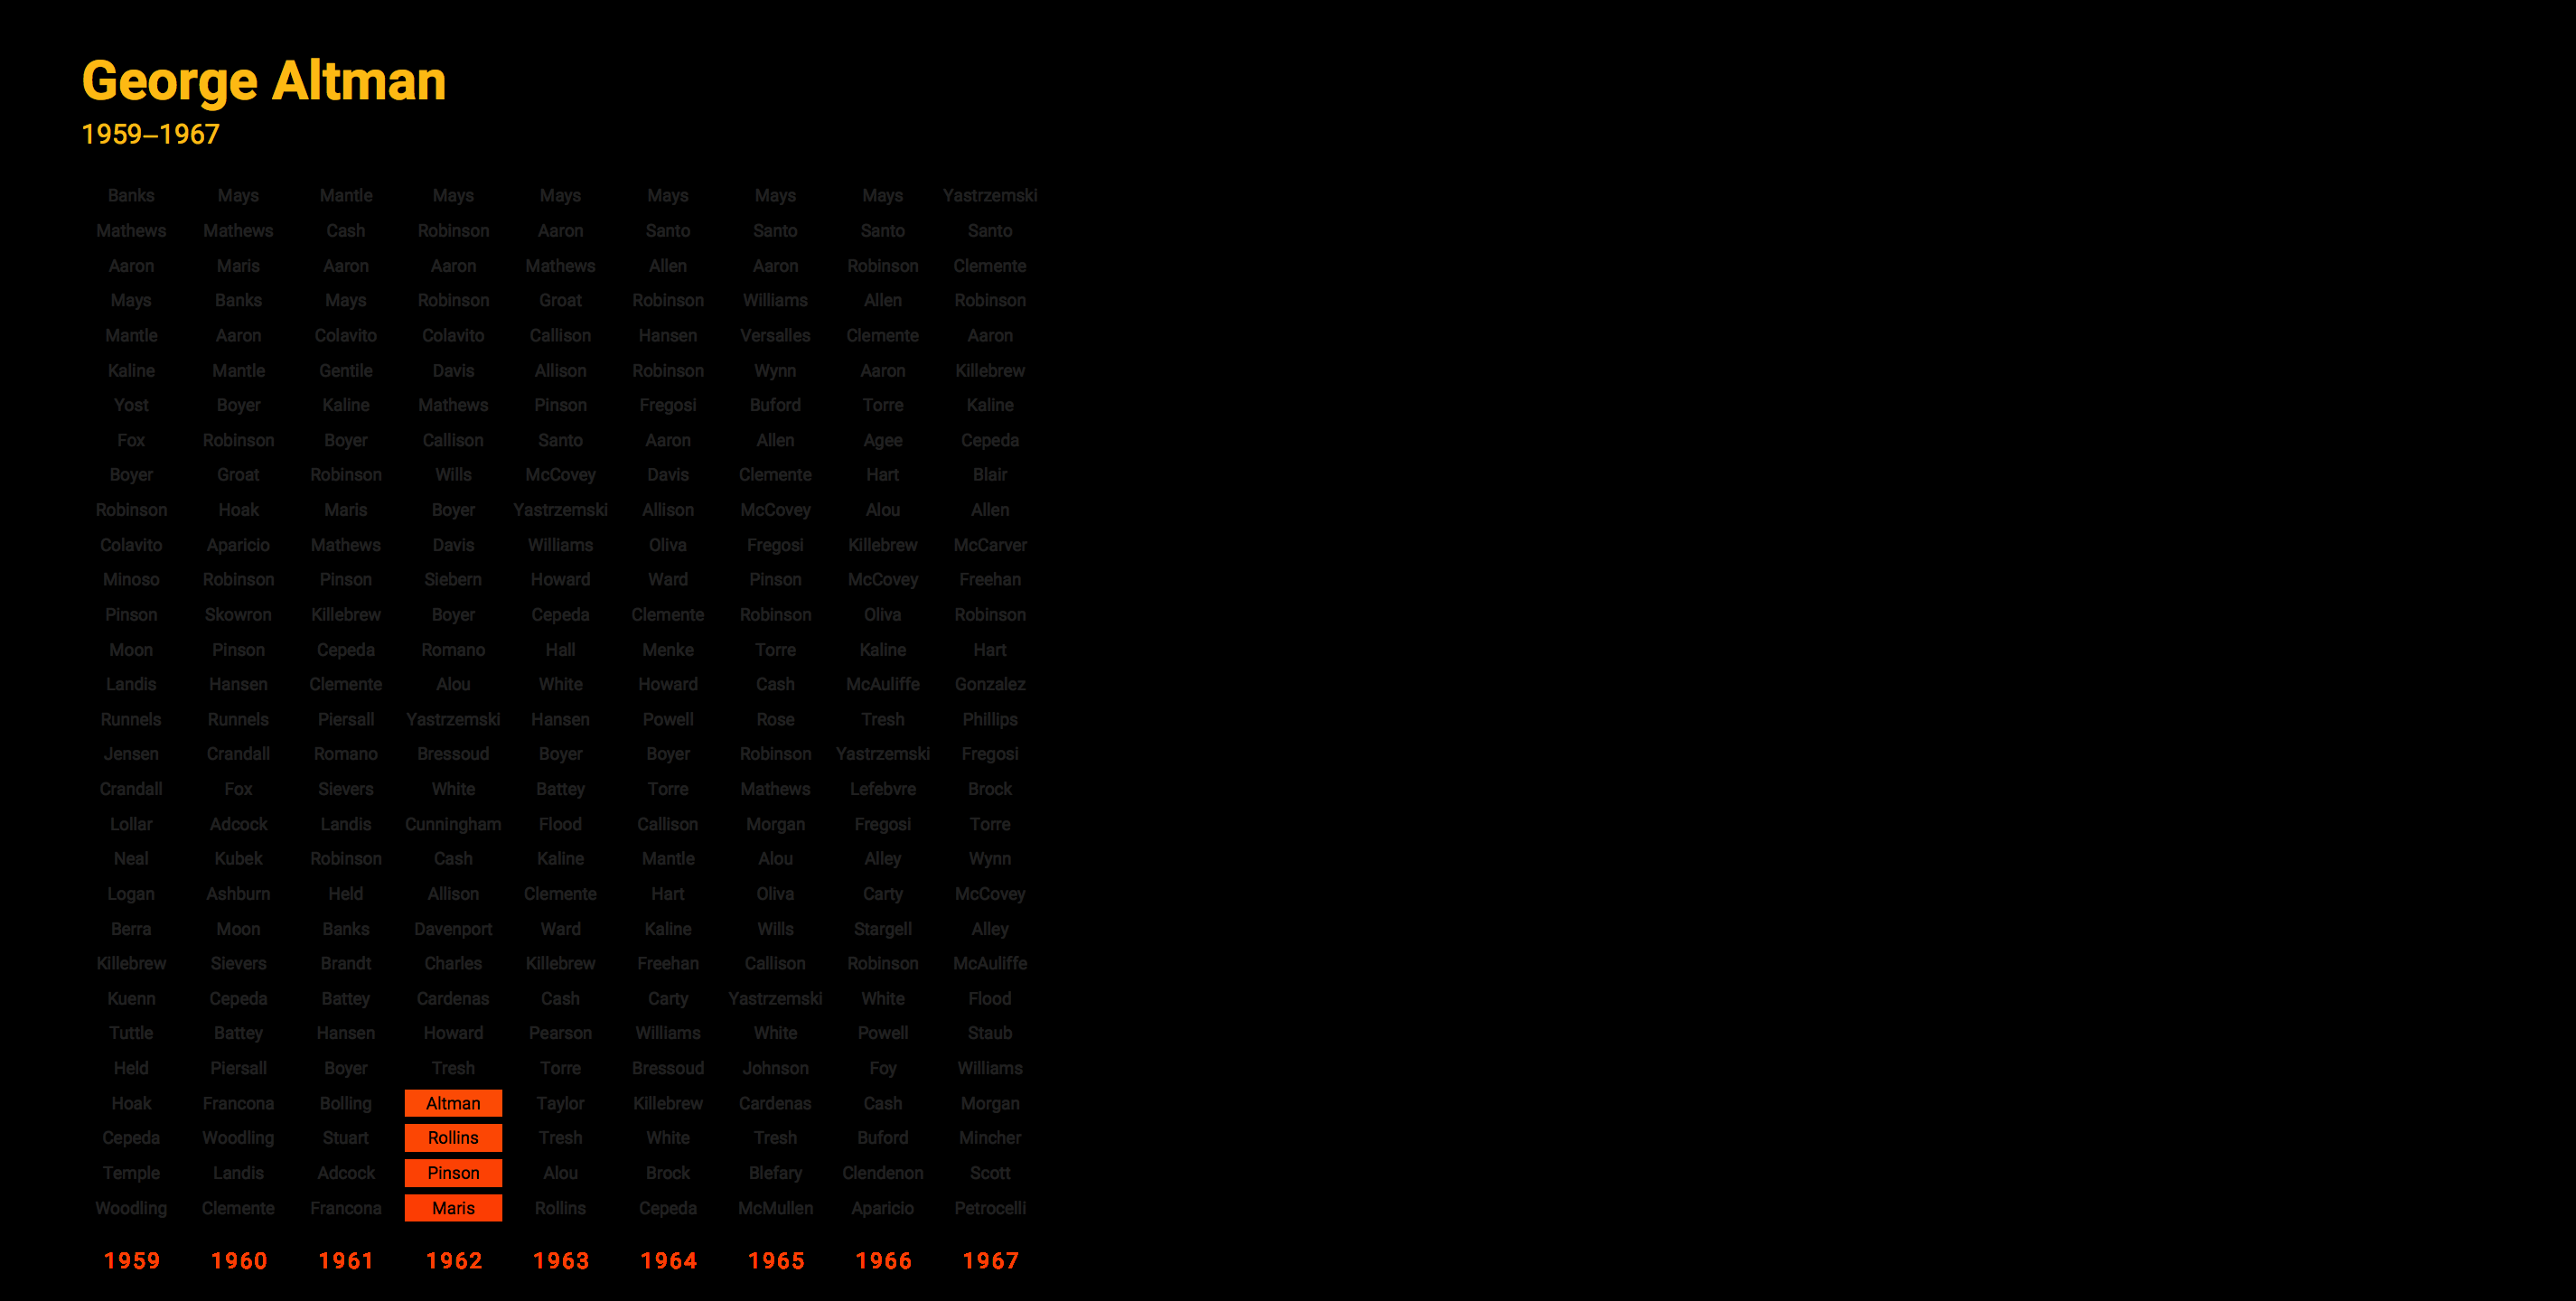 George Altman
1959–1967
Banks Mays Mantle Mays Mays Mays Mays Mays Yastrzemski
Mathews Mathews Cash Robinson Aaron Santo Santo Santo Santo
Aaron Maris Aaron Aaron Mathews Allen Aaron Robinson Clemente
Mays Banks Mays Robinson Groat Robinson Williams Allen Robinson
Mantle Aaron Colavito Colavito Callison Hansen Versalles Clemente Aaron
Kaline Mantle Gentile Davis Allison Robinson Wynn Aaron Killebrew
Yost Boyer Kaline Mathews Pinson Fregosi Buford Torre Kaline
Fox Robinson Boyer Callison Santo Aaron Allen Agee Cepeda
Boyer Groat Robinson Wills McCovey Davis Clemente Hart Blair
Robinson Hoak Maris Boyer Yastrzemski Allison McCovey Alou Allen
Colavito Aparicio Mathews Davis Williams Oliva Fregosi Killebrew McCarver
Minoso Robinson Pinson Siebern Howard Ward Pinson McCovey Freehan
Pinson Skowron Killebrew Boyer Cepeda Clemente Robinson Oliva Robinson
Moon Pinson Cepeda Romano Hall Menke Torre Kaline Hart
Landis Hansen Clemente Alou White Howard Cash McAuliffe Gonzalez
Runnels Runnels Piersall Yastrzemski Hansen Powell Rose Tresh Phillips
Jensen Crandall Romano Bressoud Boyer Boyer Robinson Yastrzemski Fregosi
Crandall Fox Sievers White Battey Torre Mathews Lefebvre Brock
Lollar Adcock Landis Cunningham Flood Callison Morgan Fregosi Torre
Neal Kubek Robinson Cash Kaline Mantle Alou Alley Wynn
Logan Ashburn Held Allison Clemente Hart Oliva Carty McCovey
Berra Moon Banks Davenport Ward Kaline Wills Stargell Alley
Killebrew Sievers Brandt Charles Killebrew Freehan Callison Robinson McAuliffe
Kuenn Cepeda Battey Cardenas Cash Carty Yastrzemski White Flood
Tuttle Battey Hansen Howard Pearson Williams White Powell Staub
Held Piersall Boyer Tresh Torre Bressoud Johnson Foy Williams
Hoak Francona Bolling Altman Taylor Killebrew Cardenas Cash Morgan
Cepeda Woodling Stuart Rollins Tresh White Tresh Buford Mincher
Temple Landis Adcock Pinson Alou Brock Blefary Clendenon Scott
Woodling Clemente Francona Maris Rollins Cepeda McMullen Aparicio Petrocelli
1959 1960 1961 1962 1963 1964 1965 1966 1967